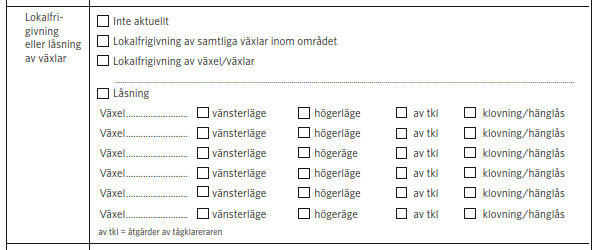 Lokalfri-
givning
eller låsning
av växlar
Inte aktuellt
Lokalfrigivning av samtliga växlar inom området
Lokalfrigivning av växel/växlar
Låsning
Växel........................ vänsterläge högerläge av tkl klovning/hänglås
Växel........................ vänsterläge högerläge av tkl klovning/hänglås
Växel........................ vänsterläge högeräge av tkl klovning/hänglås
Växel........................ vänsterläge högerläge av tkl klovning/hänglås
Växel........................ vänsterläge högerläge av tkl klovning/hänglås
Växel........................ vänsterläge högeräge av tkl klovning/hänglås
av tkl = åtgärder av tågklareraren